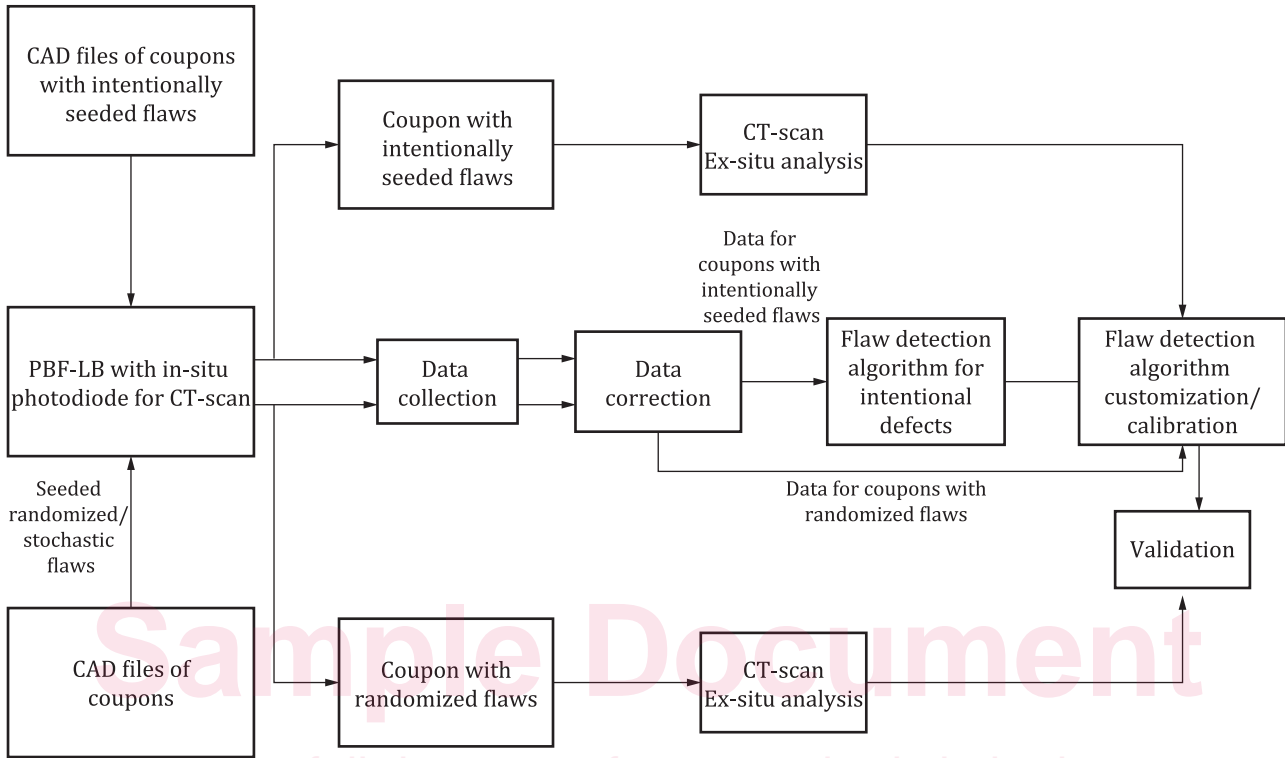 CAD files of coupons
with intentionally
seeded flaws
Coupon with
intentionally
seeded flaws
CT-scan
Ex-situ analysis
Data for
coupons with
intentionally
seeded flaws
PBF-LB with in-situ
photodiode for CT-scan
Data
collection
Data
correction
Flaw detection
algorithm for
intentional
defects
Flaw detection
algorithm
customization/
calibration
Seeded
randomized/
stochastic
flaws
Data for coupons with
randomized flaws
Validation
Sample Document
CAD files of
coupons
Coupon with
randomized flaws
CT-scan
Ex-situ analysis